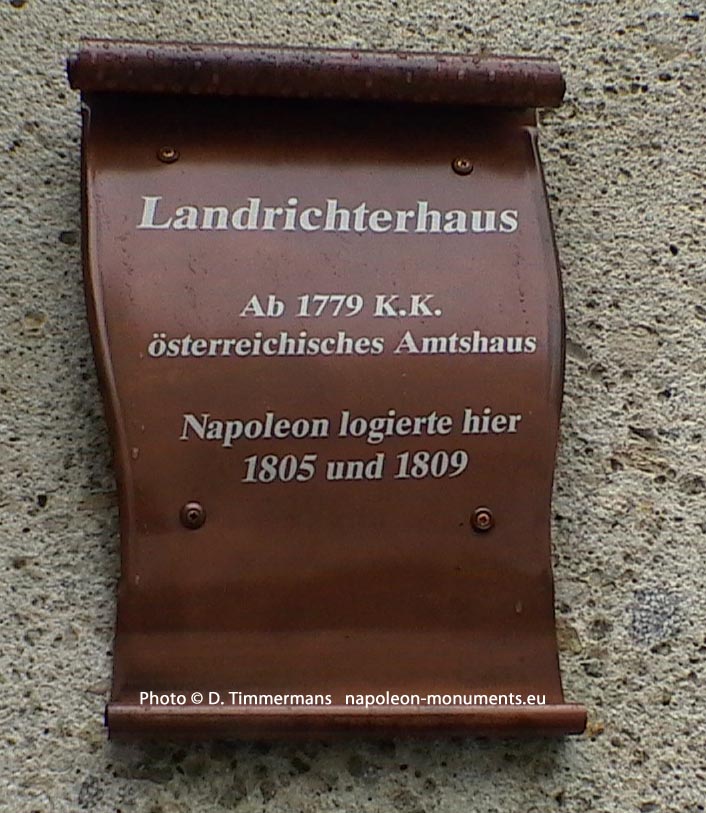 Landrichterhaus
Ab 1779 K.K.
österreichisches Amtshaus
Napoleon logierte hier
1805 und 1809
Photo © D. Timmermans napoleon-monuments.eu